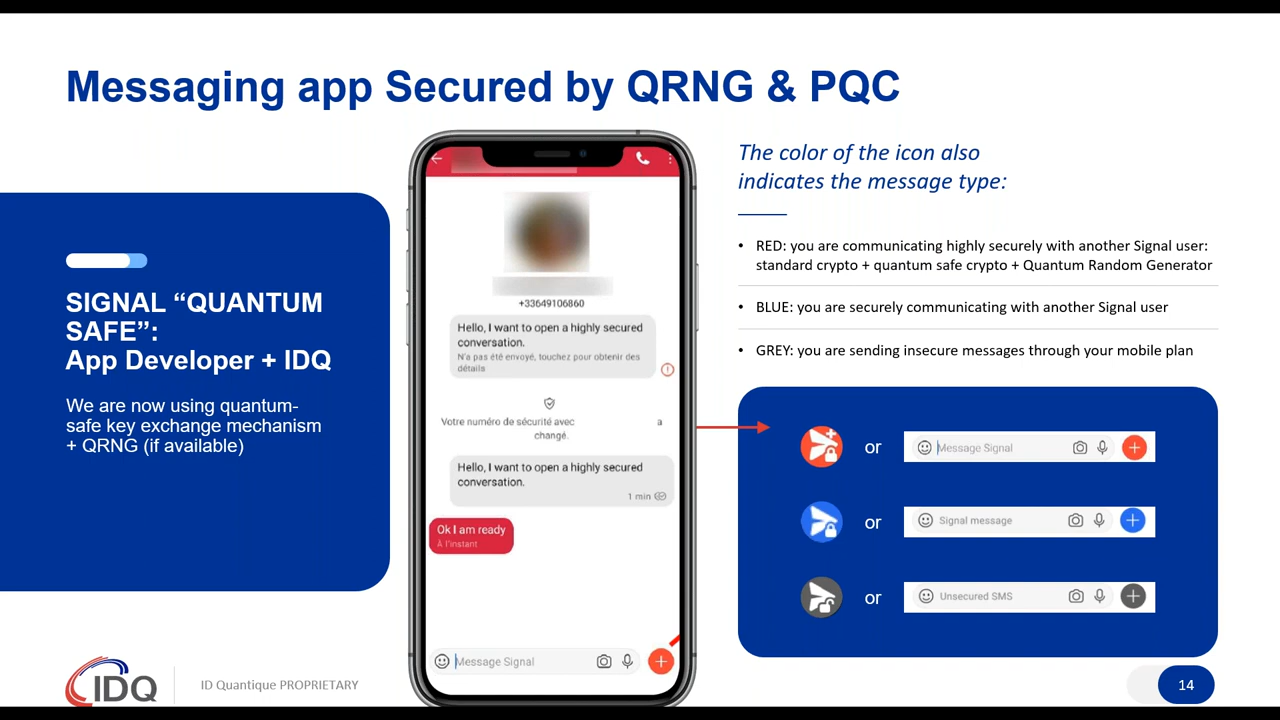 Messaging app Secured by QRNG & PQC
SIGNAL “QUANTUM
SAFE”:
App Developer + IDQ
We are now using quantum-
safe key exchange mechanism
+ QRNG (if available)
+33649106860
Hello, I want to open a highly secured
conversation.
N'a pas été envoyé, touchez pour obtenir des
détails
Votre numéro de sécurité avec a
changé.
Hello, I want to open a highly secured
conversation.
1 min
Ok I am ready
À l'instant
Message Signal
The color of the icon also
indicates the message type:
• RED: you are communicating highly securely with another Signal user:
standard crypto + quantum safe crypto + Quantum Random Generator
• BLUE: you are securely communicating with another Signal user
• GREY: you are sending insecure messages through your mobile plan
or Message Signal
or Signal message
or Unsecured SMS
IDQ
ID Quantique PROPRIETARY
14